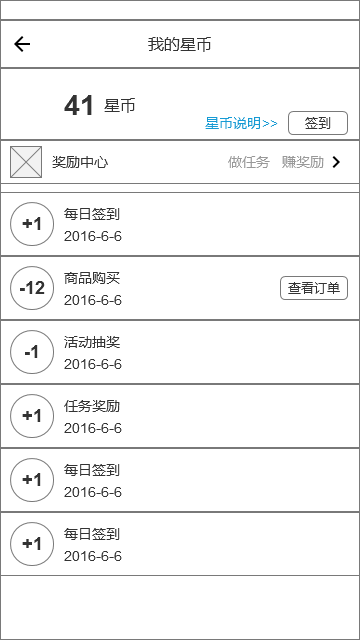 我的星币
41 星币
星币说明>> 签到
奖励中心 做任务 赚奖励
+1 每日签到
2016-6-6
-12 商品购买
2016-6-6 查看订单
-1 活动抽奖
2016-6-6
+1 任务奖励
2016-6-6
+1 每日签到
2016-6-6
+1 每日签到
2016-6-6